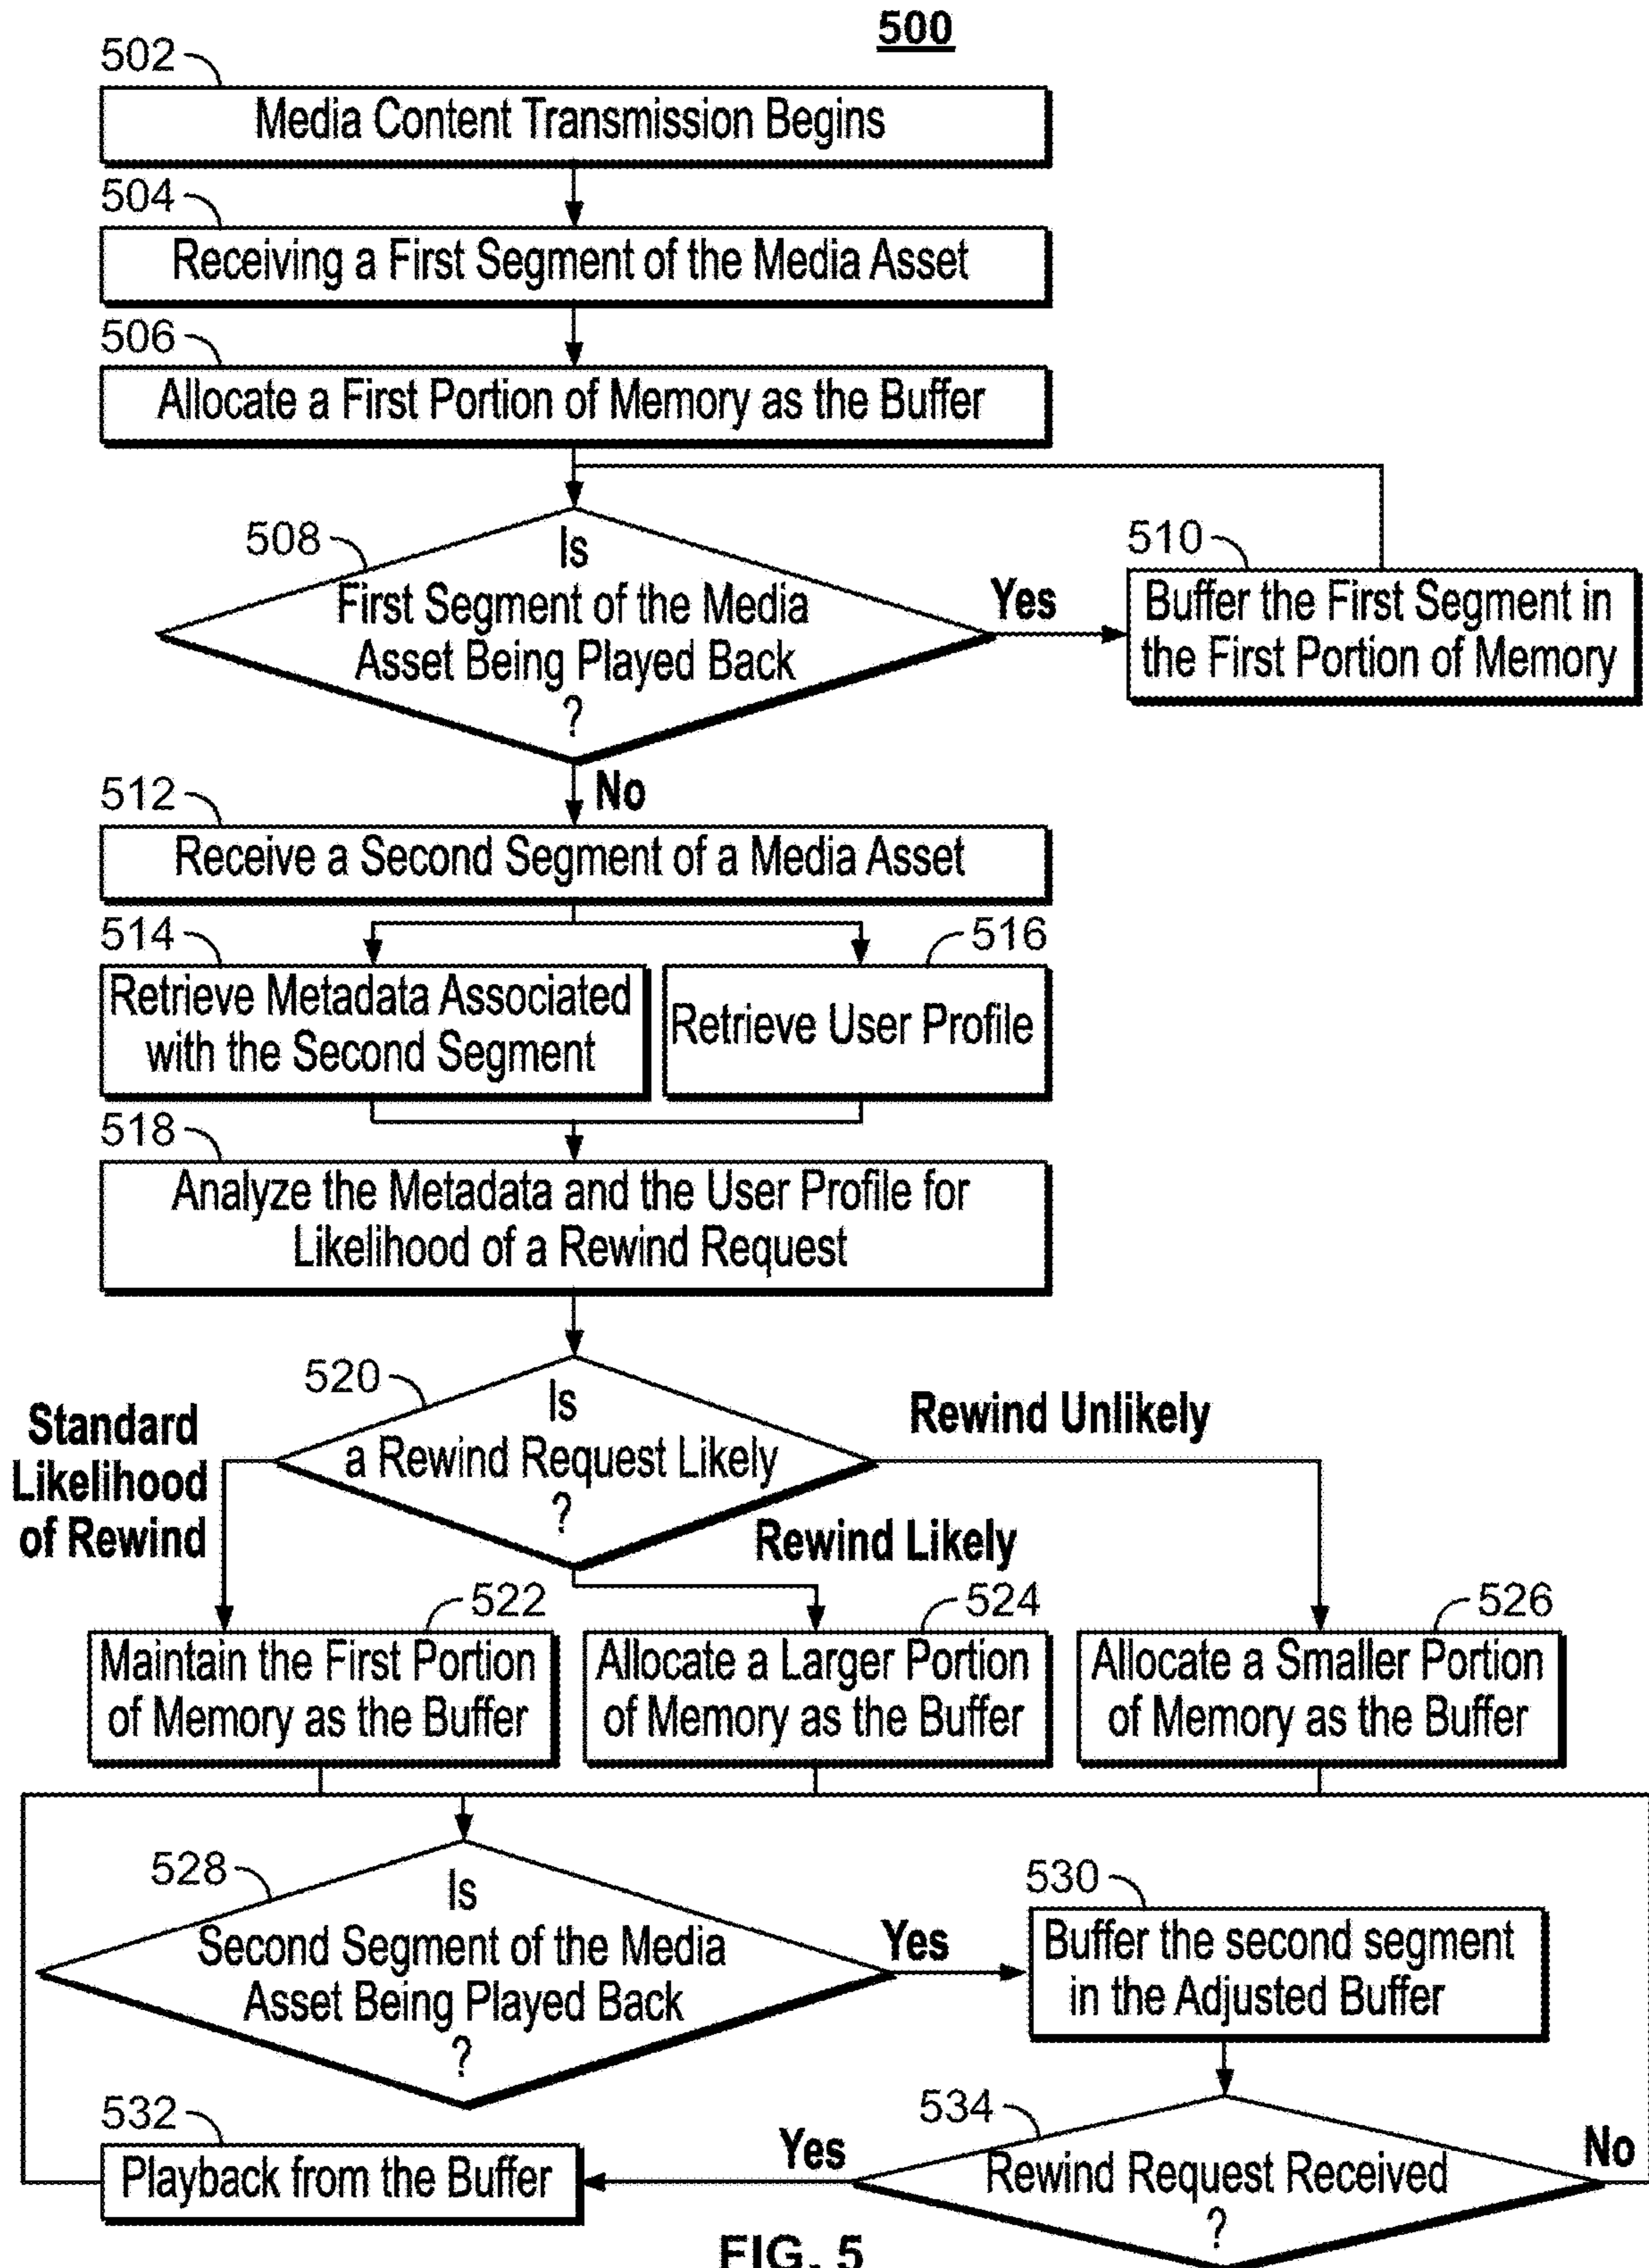 500
502
Media Content Transmission Begins
504
Receiving a First Segment of the Media Asset
506
Allocate a First Portion of Memory as the Buffer
508
Is
First Segment of the Media
Asset Being Played Back
?
Yes
510
Buffer the First Segment in
the First Portion of Memory
No
512
Receive a Second Segment of a Media Asset
514
Retrieve Metadata Associated
with the Second Segment
516
Retrieve User Profile
518
Analyze the Metadata and the User Profile for
Likelihood of a Rewind Request
520
Is
a Rewind Request Likely
?
Standard
Likelihood
of Rewind
Rewind Likely
Rewind Unlikely
522
Maintain the First Portion
of Memory as the Buffer
524
Allocate a Larger Portion
of Memory as the Buffer
526
Allocate a Smaller Portion
of Memory as the Buffer
528
Is
Second Segment of the Media
Asset Being Played Back
?
Yes
530
Buffer the second segment
in the Adjusted Buffer
532
Playback from the Buffer
Yes
534
Rewind Request Received
?
No
FIG. 5